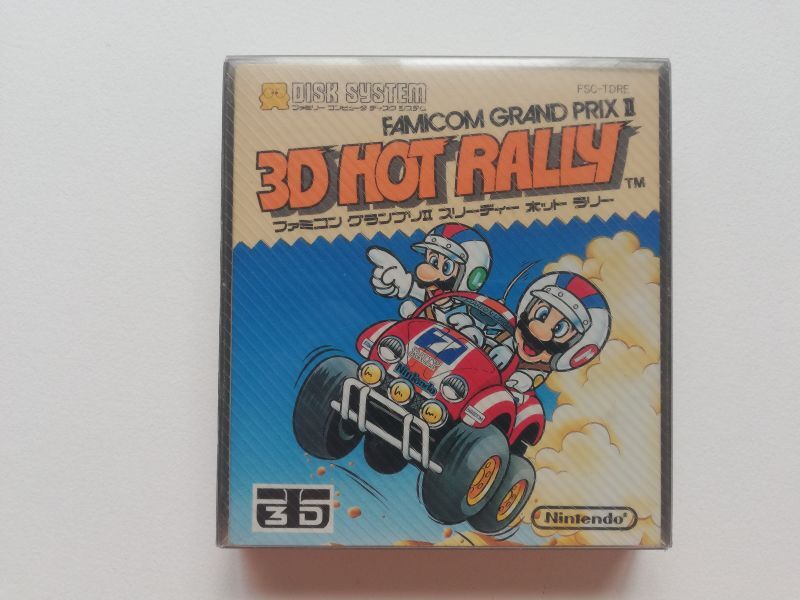 DISK SYSTEM
ファミリー コンピュータ ディスク システム
FSC-TDRE
FAMICOM GRAND PRIX II
3D HOT RALLY
TM
ファミコン グランプリII スリーディー ホット ラリー
L
M
7
Nintendo
3D
Nintendo®